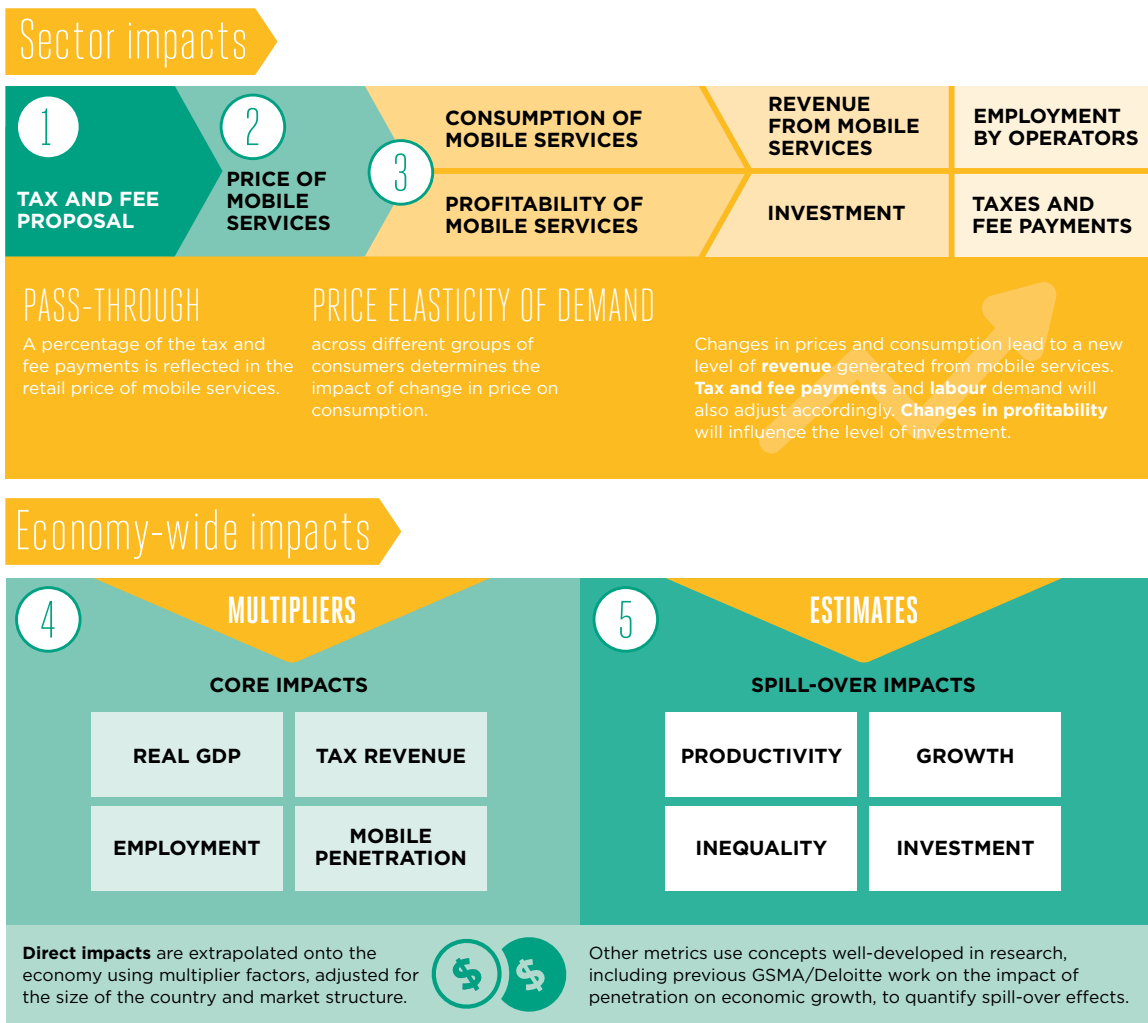 Sector impacts
1
TAX AND FEE
PROPOSAL
2
PRICE OF
MOBILE
SERVICES
3
CONSUMPTION OF
MOBILE SERVICES
PROFITABILITY OF
MOBILE SERVICES
REVENUE
FROM MOBILE
SERVICES
INVESTMENT
EMPLOYMENT
BY OPERATORS
TAXES AND
FEE PAYMENTS
PASS-THROUGH
A percentage of the tax and
fee payments is reflected in the
retail price of mobile services.
PRICE ELASTICITY OF DEMAND
across different groups of
consumers determines the
impact of change in price on
consumption.
Changes in prices and consumption lead to a new
level of revenue generated from mobile services.
Tax and fee payments and labour demand will
also adjust accordingly. Changes in profitability
will influence the level of investment.
Economy-wide impacts
4
MULTIPLIERS
CORE IMPACTS
REAL GDP
TAX REVENUE
EMPLOYMENT
MOBILE
PENETRATION
Direct impacts are extrapolated onto the
economy using multiplier factors, adjusted for
the size of the country and market structure.
$ $
5
ESTIMATES
SPILL-OVER IMPACTS
PRODUCTIVITY
GROWTH
INEQUALITY
INVESTMENT
Other metrics use concepts well-developed in research,
including previous GSMA/Deloitte work on the impact of
penetration on economic growth, to quantify spill-over effects.